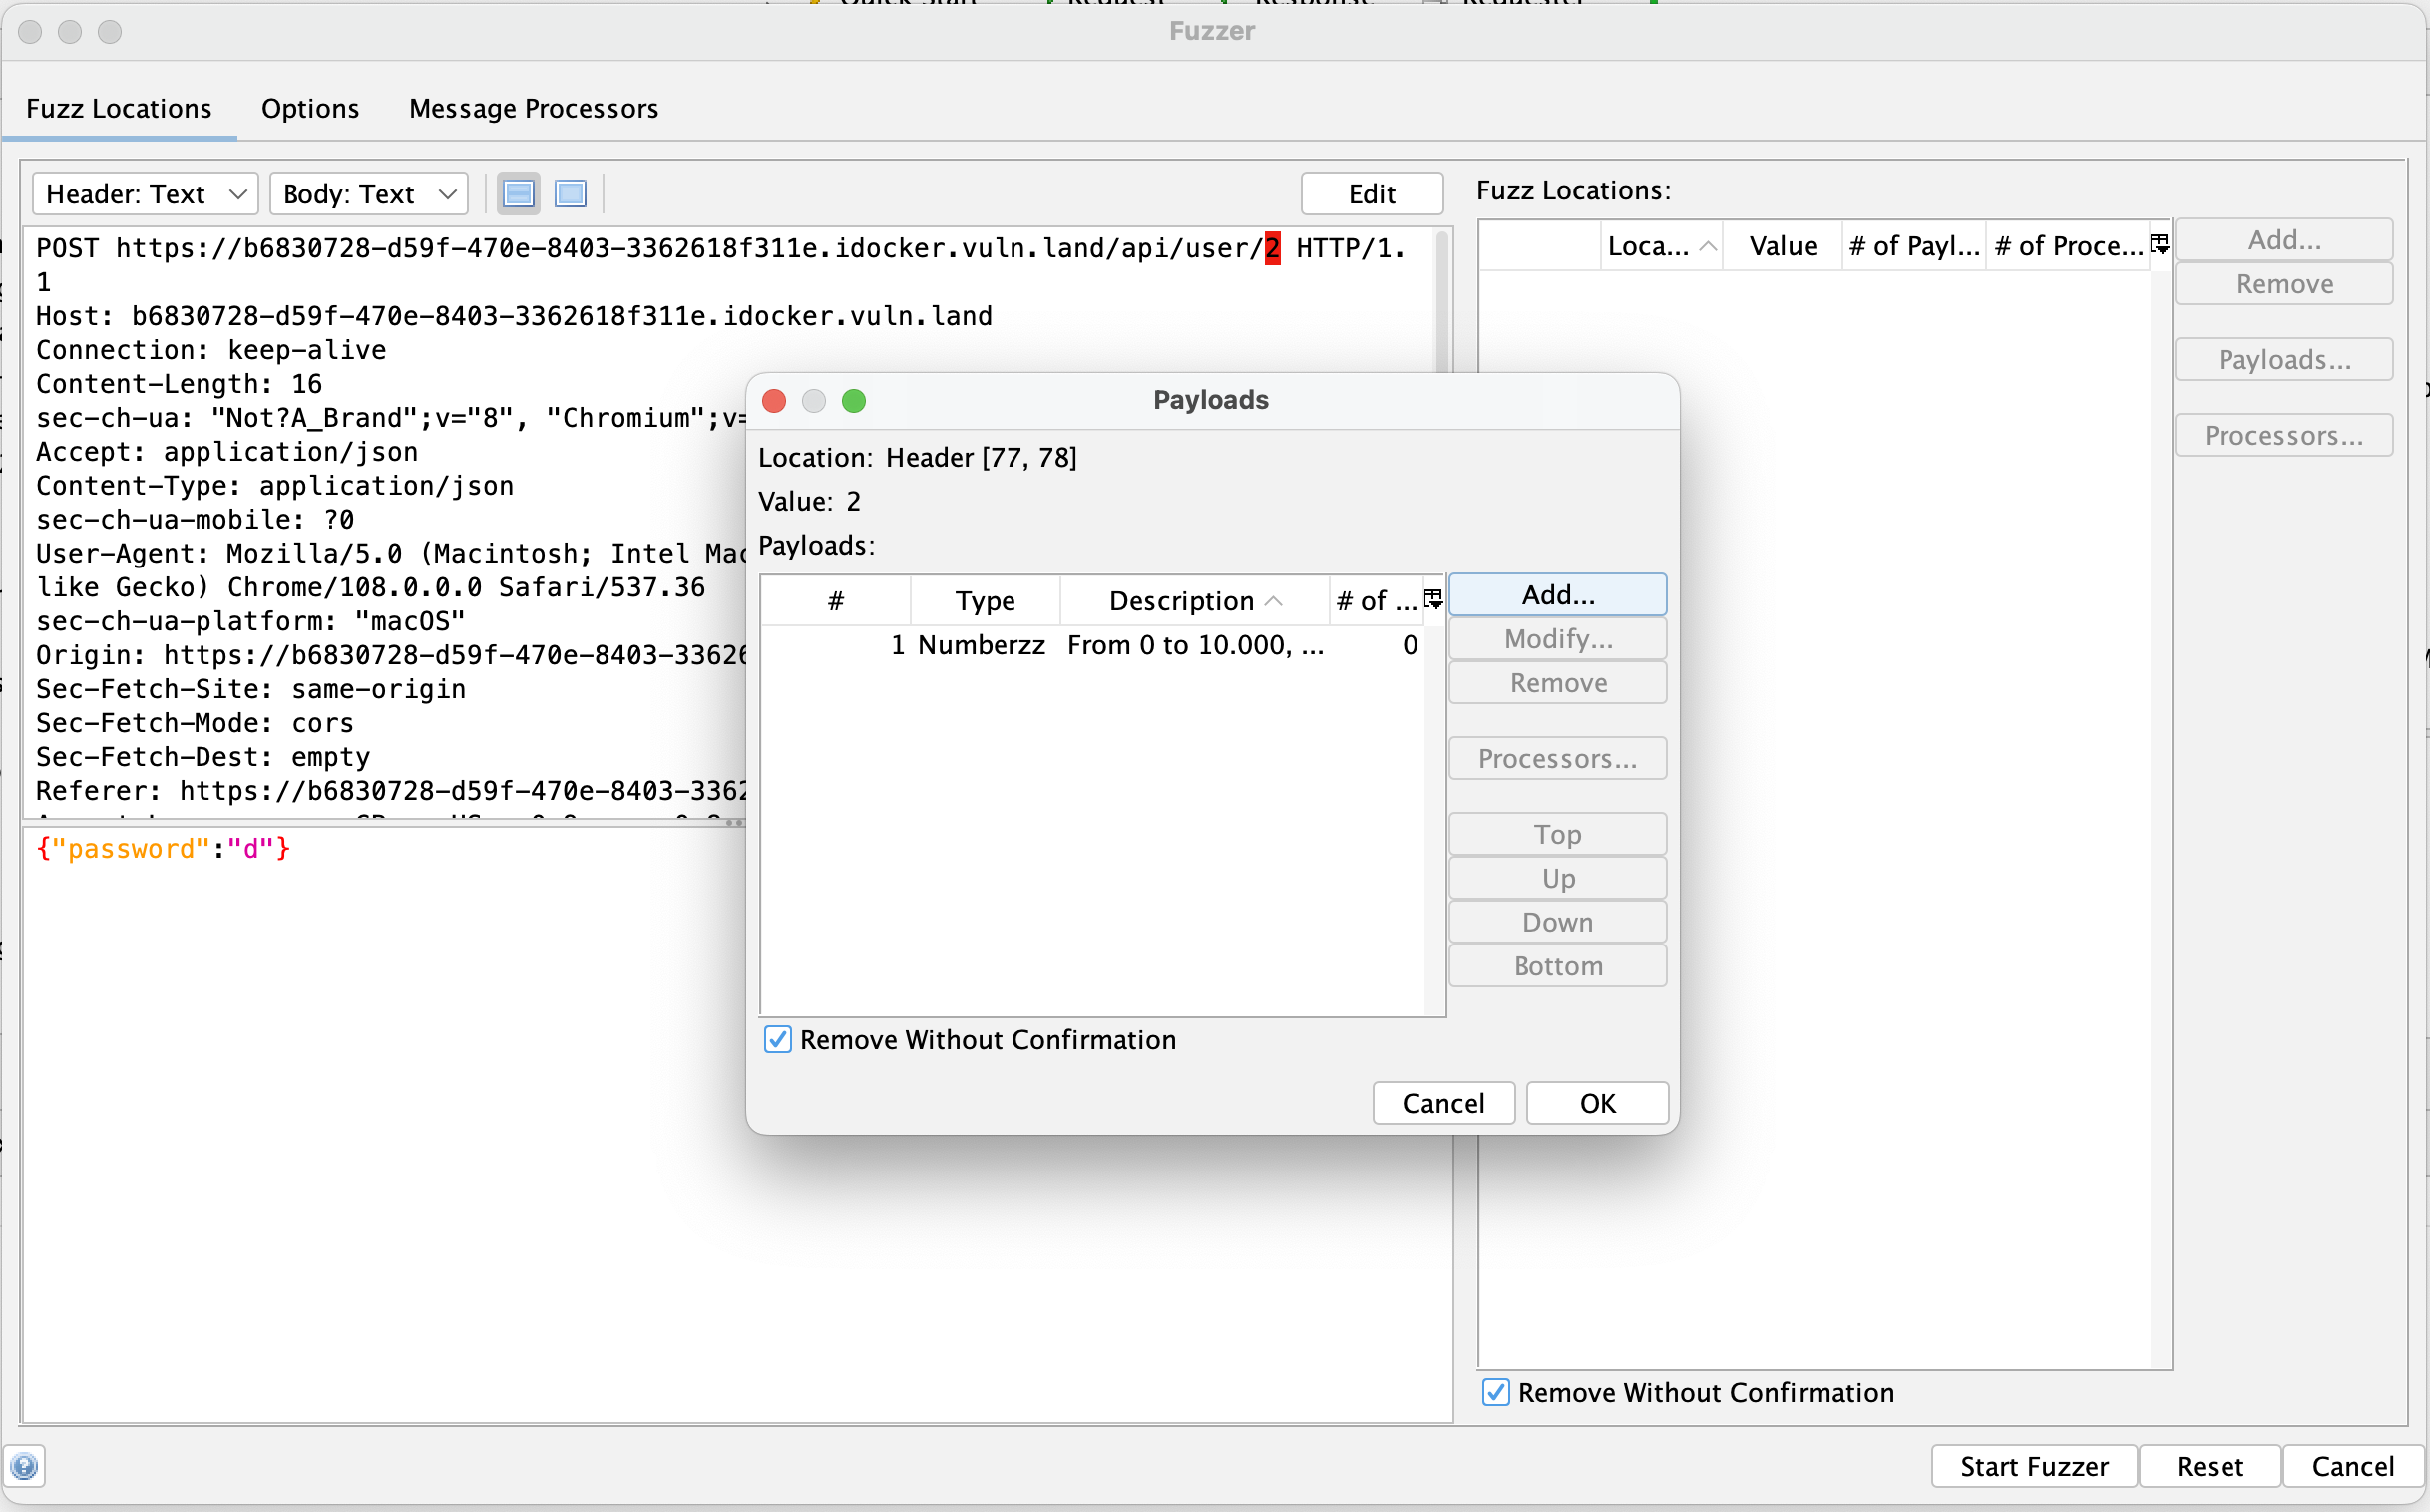 Fuzzer
Fuzz Locations Options Message Processors
Header: Text Body: Text Edit
POST https://b6830728-d59f-470e-8403-3362618f311e.idocker.vuln.land/api/user/2 HTTP/1.
1
Host: b6830728-d59f-470e-8403-3362618f311e.idocker.vuln.land
Connection: keep-alive
Content-Length: 16
sec-ch-ua: "Not?A_Brand";v="8", "Chromium";v=
Accept: application/json
Content-Type: application/json
sec-ch-ua-mobile: ?0
User-Agent: Mozilla/5.0 (Macintosh; Intel Mac
like Gecko) Chrome/108.0.0.0 Safari/537.36
sec-ch-ua-platform: "macOS"
Origin: https://b6830728-d59f-470e-8403-33626
Sec-Fetch-Site: same-origin
Sec-Fetch-Mode: cors
Sec-Fetch-Dest: empty
Referer: https://b6830728-d59f-470e-8403-3362
{"password":"d"}
Fuzz Locations:
Loca... Value # of Payl... # of Proce...
Add...
Remove
Payloads...
Processors...
Remove Without Confirmation
Payloads
Location: Header [77, 78]
Value: 2
Payloads:
# Type Description # of ...
1 Numberzz From 0 to 10.000, ... 0
Add...
Modify...
Remove
Processors...
Top
Up
Down
Bottom
Remove Without Confirmation
Cancel OK
Start Fuzzer Reset Cancel